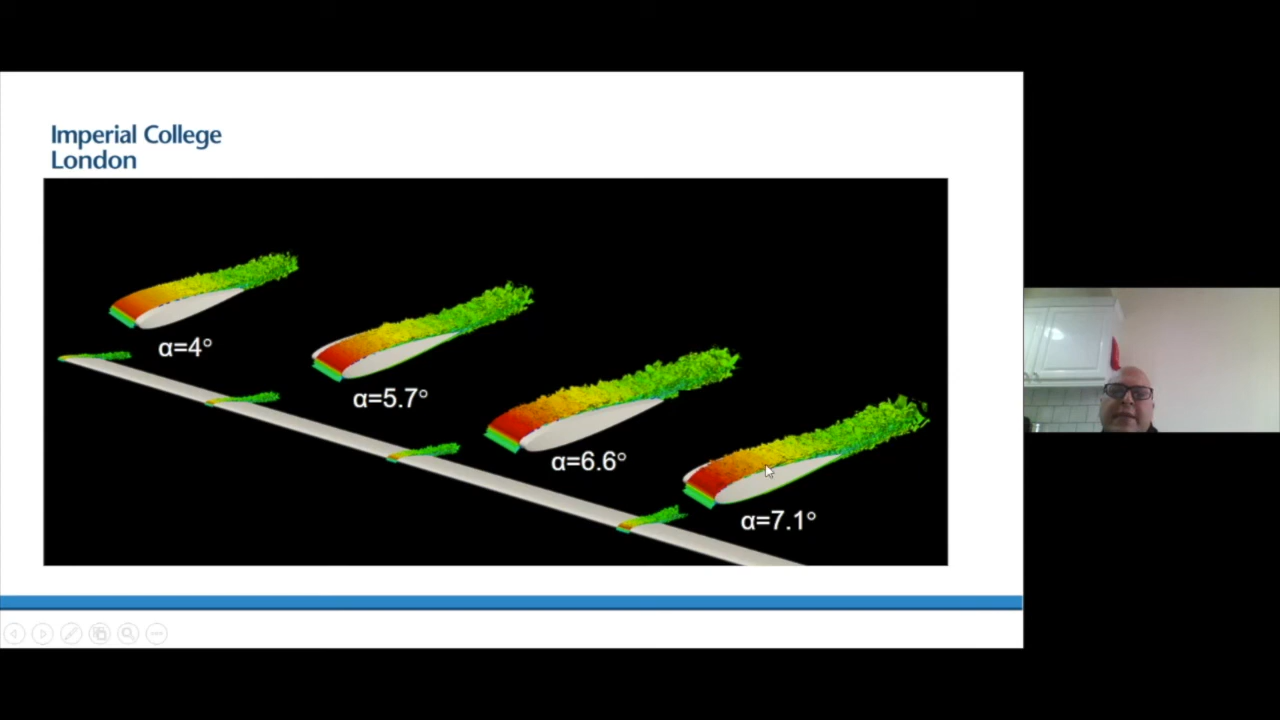 Imperial College
London
α=4°
α=5.7°
α=6.6°
α=7.1°